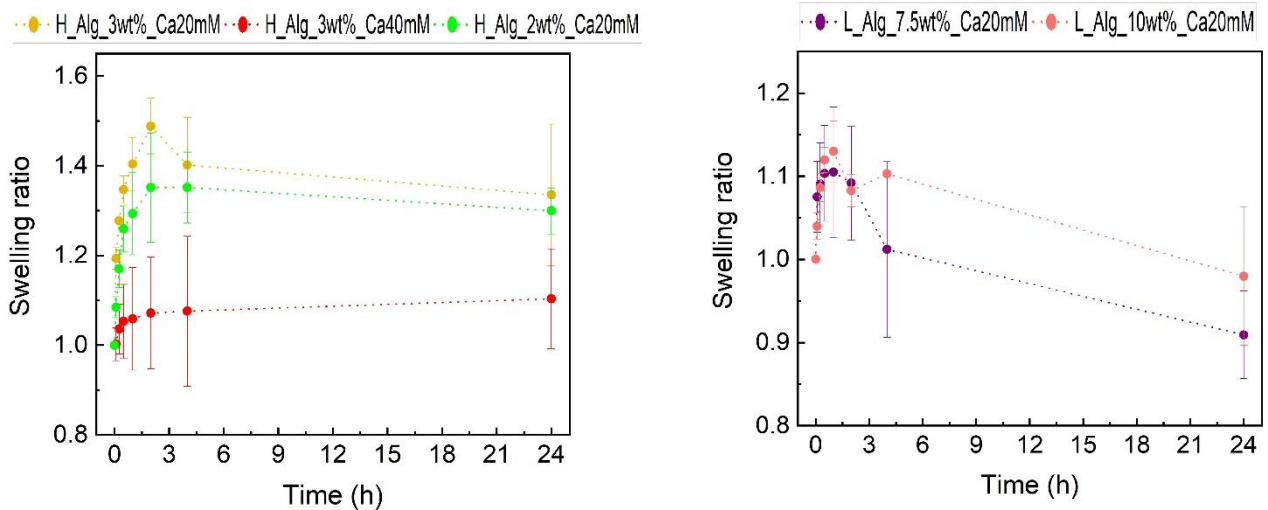 H_Alg_3wt%_Ca20mM H_Alg_3wt%_Ca40mM H_Alg_2wt%_Ca20mM
1.6
1.4
1.2
1.0
0.8
Swelling ratio
0 3 6 9 12 15 18 21 24
Time (h)
L_Alg_7.5wt%_Ca20mM L_Alg_10wt%_Ca20mM
1.2
1.1
1.0
0.9
0.8
Swelling ratio
0 3 6 9 12 15 18 21 24
Time (h)